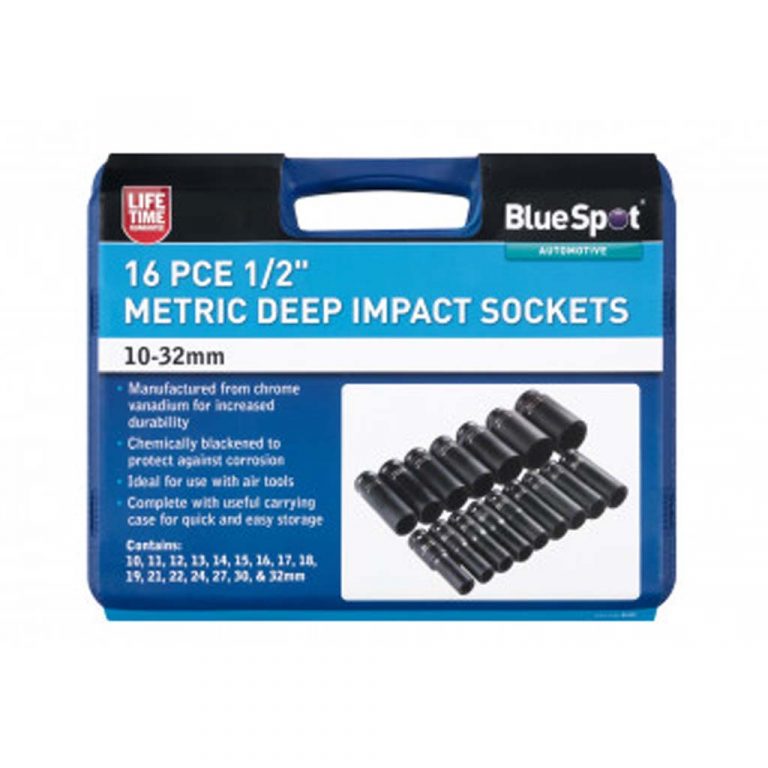 LIFE
TIME
GUARANTEE
BlueSpot
AUTOMOTIVE
16 PCE 1/2"
METRIC DEEP IMPACT SOCKETS
10-32mm
• Manufactured from chrome
vanadium for increased
durability
• Chemically blackened to
protect against corrosion
• Ideal for use with air tools
• Complete with useful carrying
case for quick and easy storage
Contains:
10, 11, 12, 13, 14, 15, 16, 17, 18,
19, 21, 22, 24, 27, 30, & 32mm